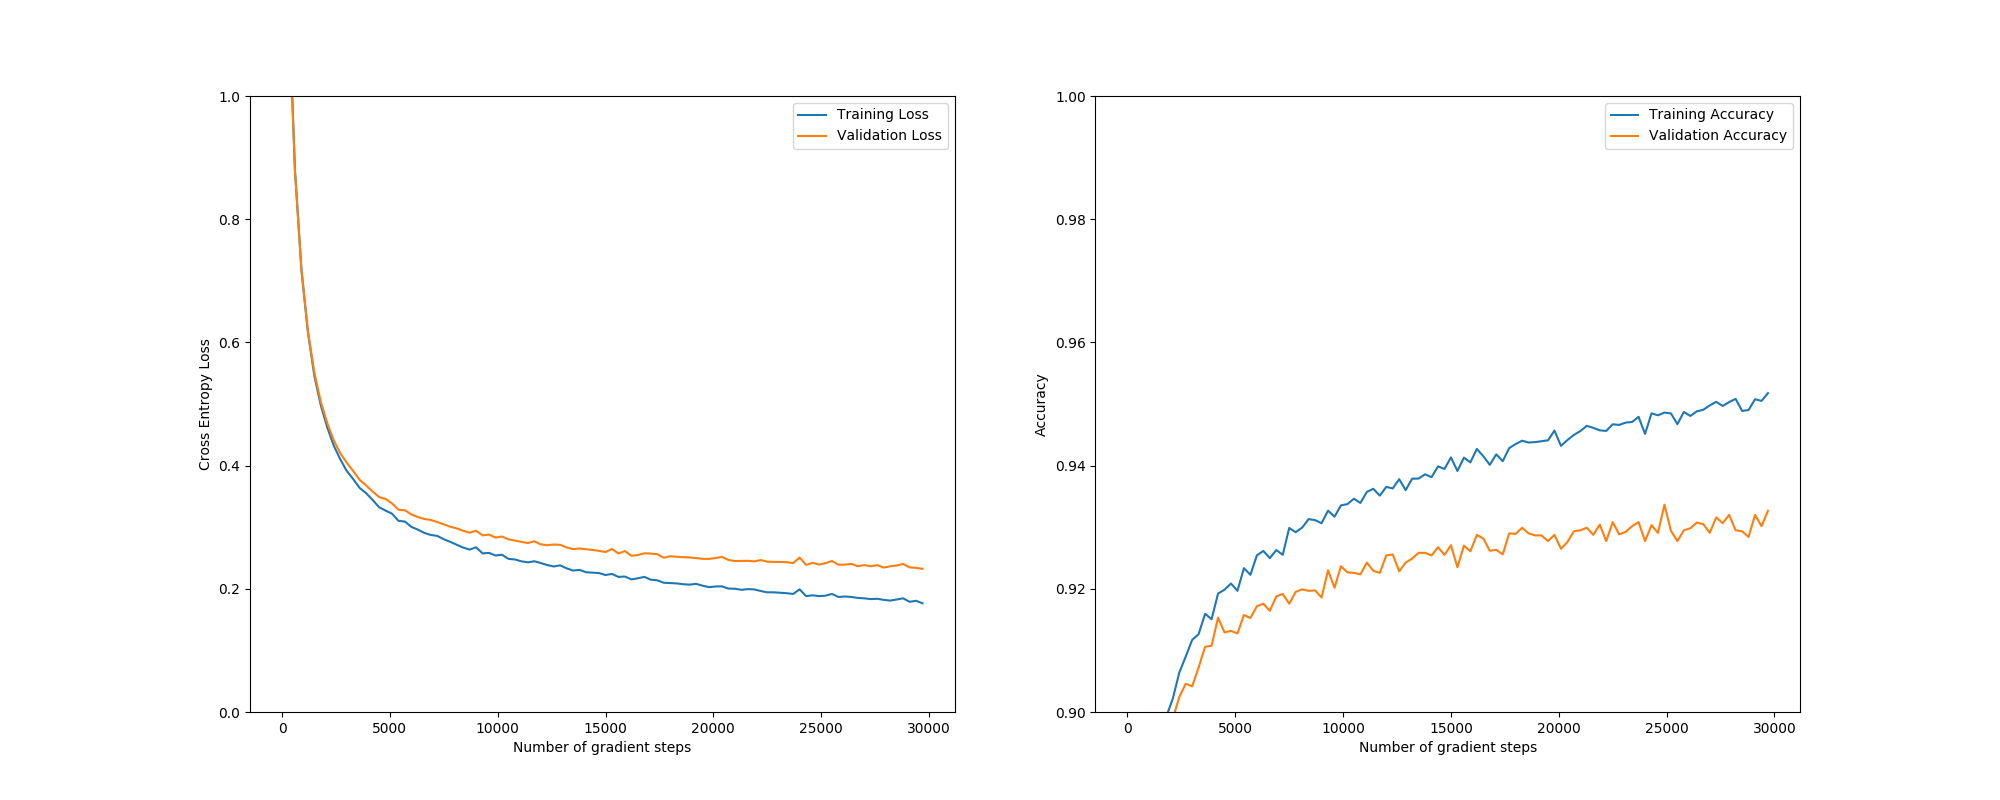 1.0
0.8
0.6
0.4
0.2
0.0
Cross Entropy Loss
Training Loss
Validation Loss
0 5000 10000 15000 20000 25000 30000
Number of gradient steps
1.00
0.98
0.96
0.94
0.92
0.90
Accuracy
Training Accuracy
Validation Accuracy
0 5000 10000 15000 20000 25000 30000
Number of gradient steps